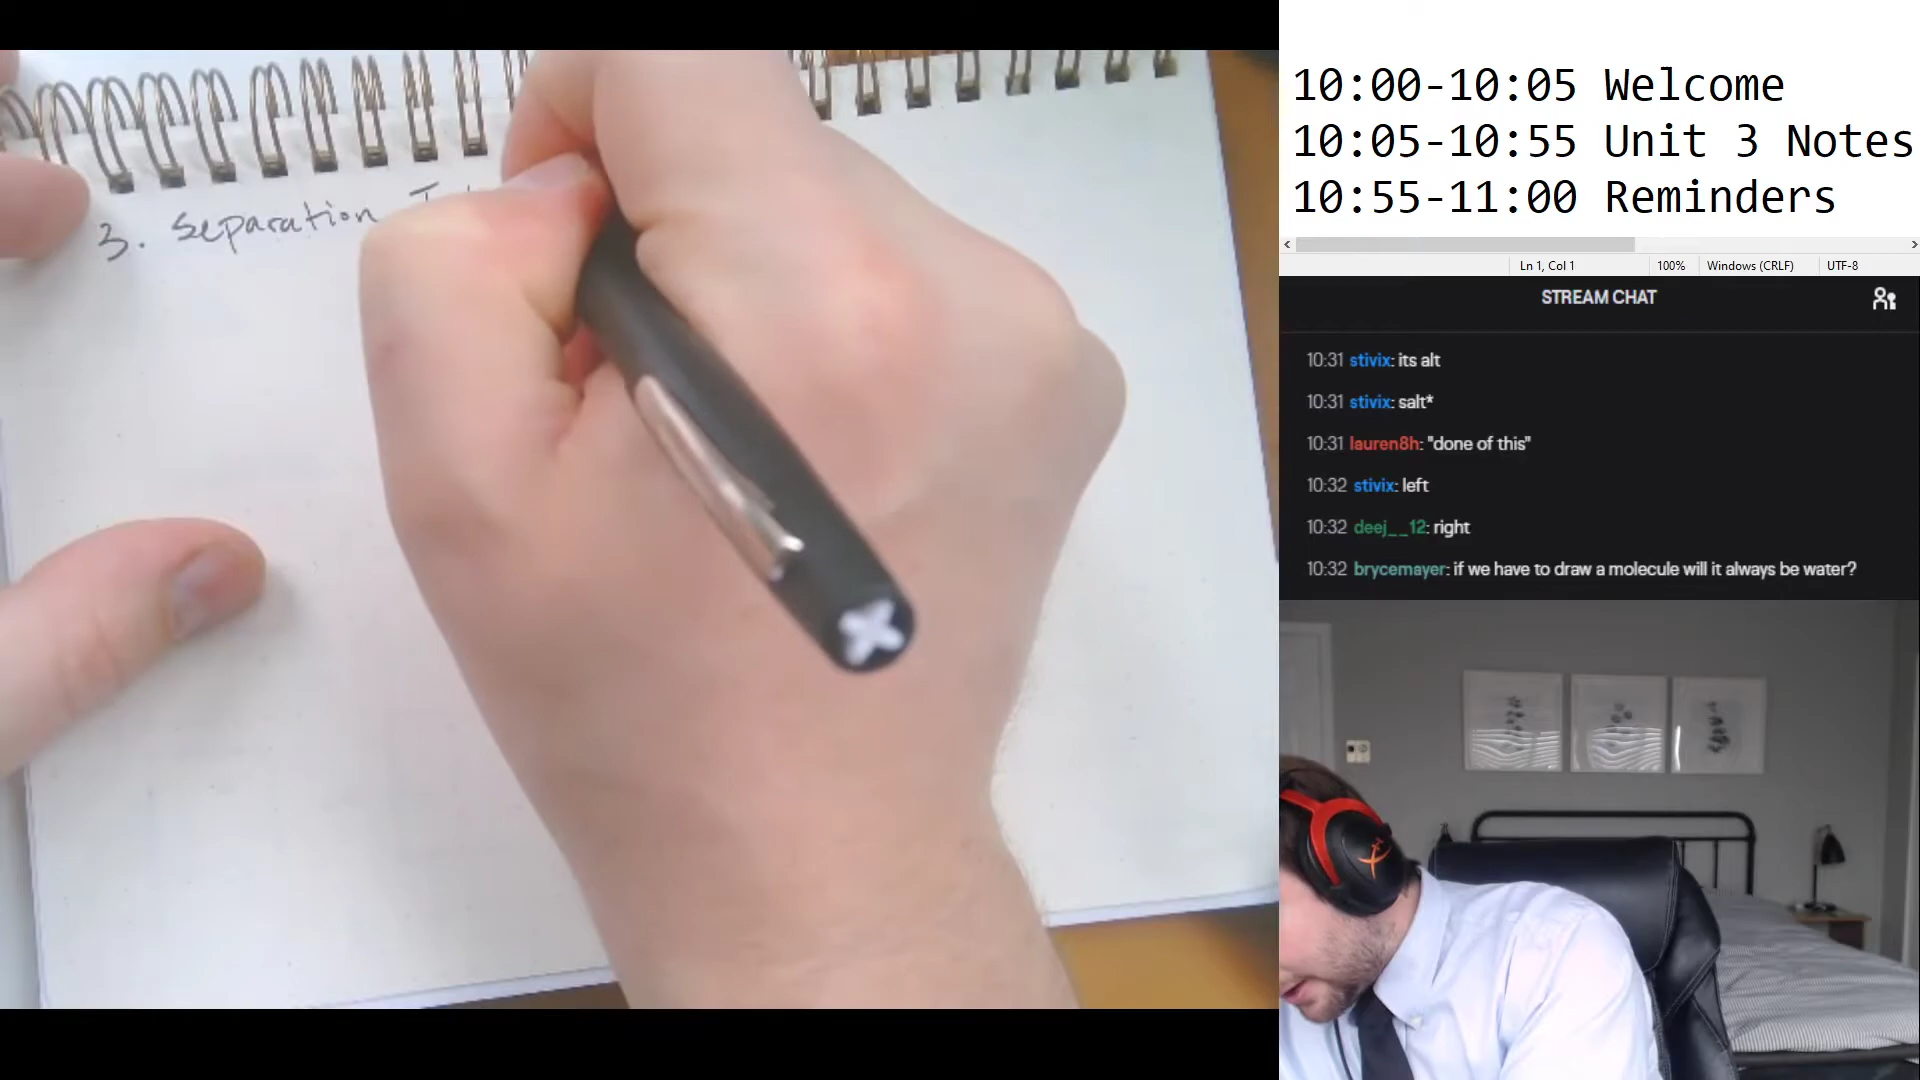 3. Separation
10:00-10:05 Welcome
10:05-10:55 Unit 3 Notes
10:55-11:00 Reminders
Ln 1, Col 1 100% Windows (CRLF) UTF-8
STREAM CHAT
10:31 stivix: its alt
10:31 stivix: salt*
10:31 lauren8h: "done of this"
10:32 stivix: left
10:32 deej__12: right
10:32 brycemayer: if we have to draw a molecule will it always be water?